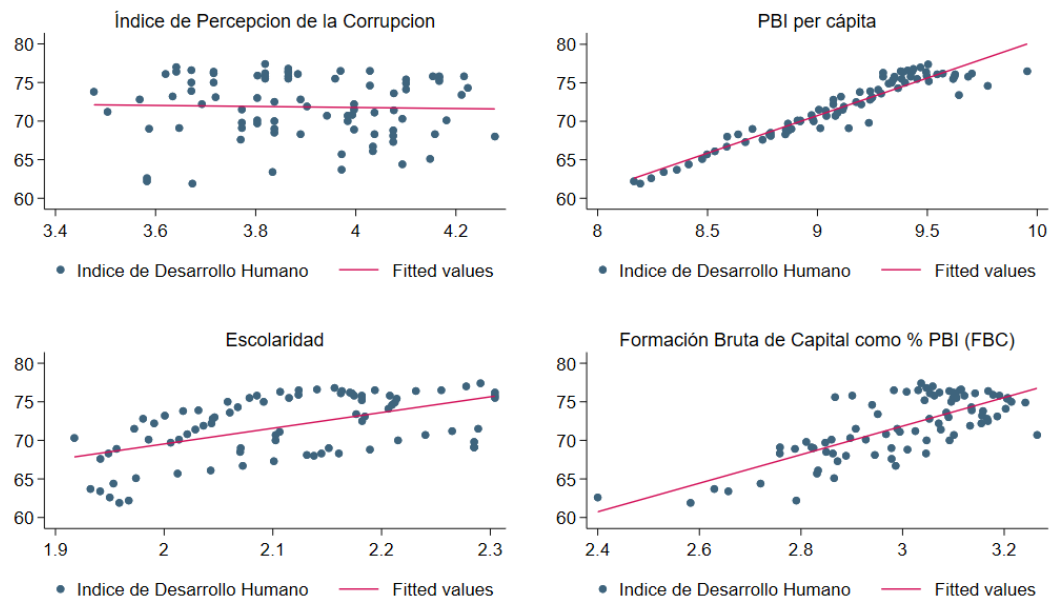 Índice de Percepcion de la Corrupcion
80
75
70
65
60
3.4 3.6 3.8 4 4.2
Indice de Desarrollo Humano Fitted values
PBI per cápita
80
75
70
65
60
8 8.5 9 9.5 10
Indice de Desarrollo Humano Fitted values
Escolaridad
80
75
70
65
60
1.9 2 2.1 2.2 2.3
Indice de Desarrollo Humano Fitted values
Formación Bruta de Capital como % PBI (FBC)
80
75
70
65
60
2.4 2.6 2.8 3 3.2
Indice de Desarrollo Humano Fitted values